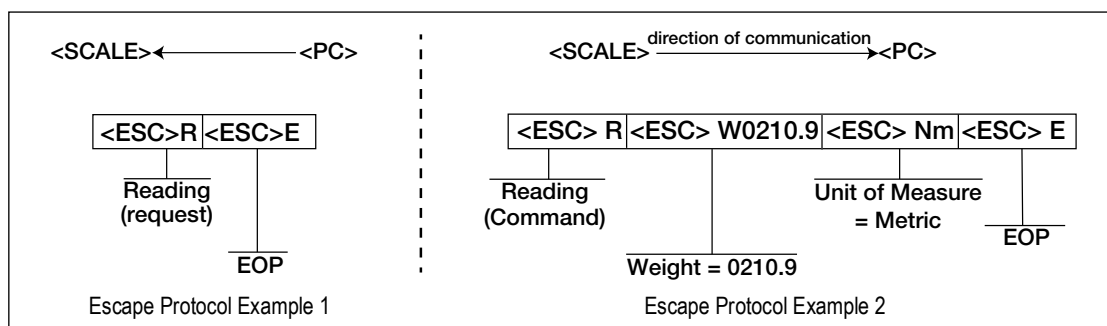 <SCALE> <PC>
<ESC>R <ESC>E
Reading
(request)
EOP
Escape Protocol Example 1
direction of communication
<SCALE> <PC>
<ESC> R <ESC> W0210.9 <ESC> Nm <ESC> E
Reading
(Command)
Unit of Measure
= Metric
EOP
Weight = 0210.9
Escape Protocol Example 2